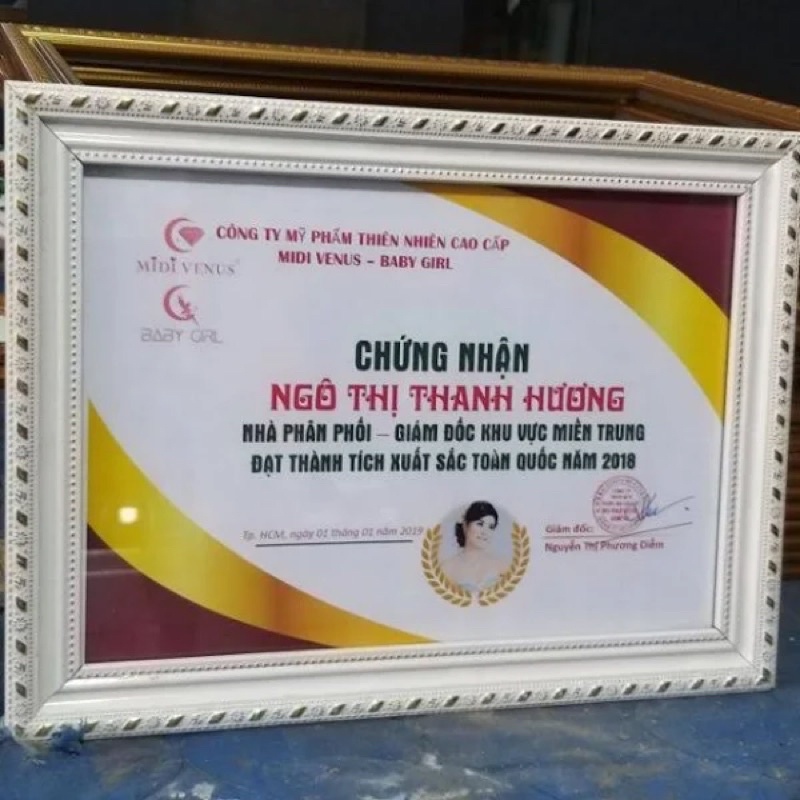 CÔNG TY MỸ PHẨM THIÊN NHIÊN CAO CẤP
MIDI VENUS – BABY GIRL
MIDI VENUS
BABY GIRL
CHỨNG NHẬN
NGÔ THỊ THANH HƯƠNG
NHÀ PHÂN PHỐI – GIÁM ĐỐC KHU VỰC MIỀN TRUNG
ĐẠT THÀNH TÍCH XUẤT SẮC TOÀN QUỐC NĂM 2018
Tp. HCM, ngày 01 tháng 01 năm 2019
Giám đốc:
Nguyễn Thị Phương Diễm